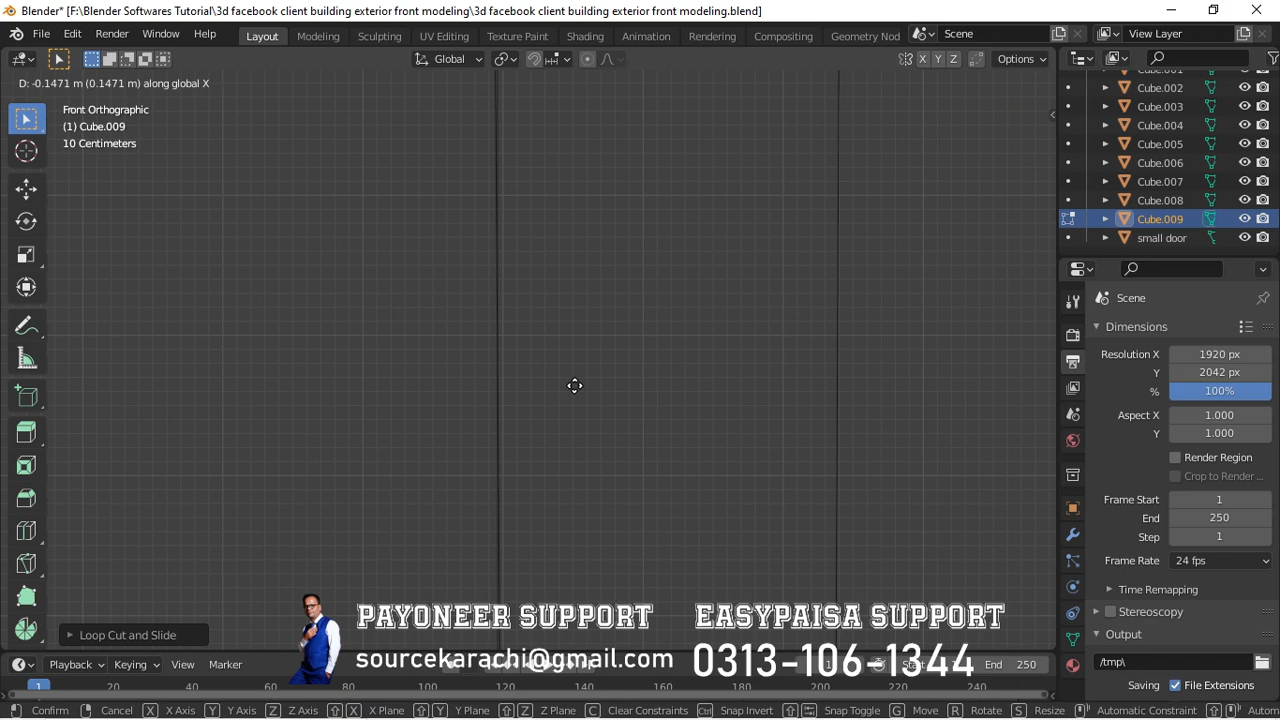 Blender* [F:\Blender Softwares Tutorial\3d facebook client building exterior front modeling\3d facebook client building exterior front modeling.blend]
File Edit Render Window Help Layout Modeling Sculpting UV Editing Texture Paint Shading Animation Rendering Compositing Geometry Nod Scene View Layer
Global Options
X Y Z
D: -0.1471 m (0.1471 m) along global X
Front Orthographic
(1) Cube.009
10 Centimeters
Cube.001
Cube.002
Cube.003
Cube.004
Cube.005
Cube.006
Cube.007
Cube.008
Cube.009
small door
Scene
Dimensions
Resolution X 1920 px
Y 2042 px
% 100%
Aspect X 1.000
Y 1.000
Render Region
Crop to Render ...
Frame Start 1
End 250
Step 1
Frame Rate 24 fps
Time Remapping
Stereoscopy
Output
/tmp\
Saving File Extensions
Loop Cut and Slide
PAYONEER SUPPORT EASYPAISA SUPPORT
sourcekarachi@gmail.com 0313-106-1344
Playback Keying View Marker 1 Start End 250
1 20 40 60 80 100 120 140 160 180 200 220 240
Confirm Cancel X X Axis Y Y Axis Z Z Axis X X Plane Y Y Plane Z Z Plane C Clear Constraints Ctrl Snap Invert Snap Toggle G Move R Rotate S Resize Automatic Constraint Autom